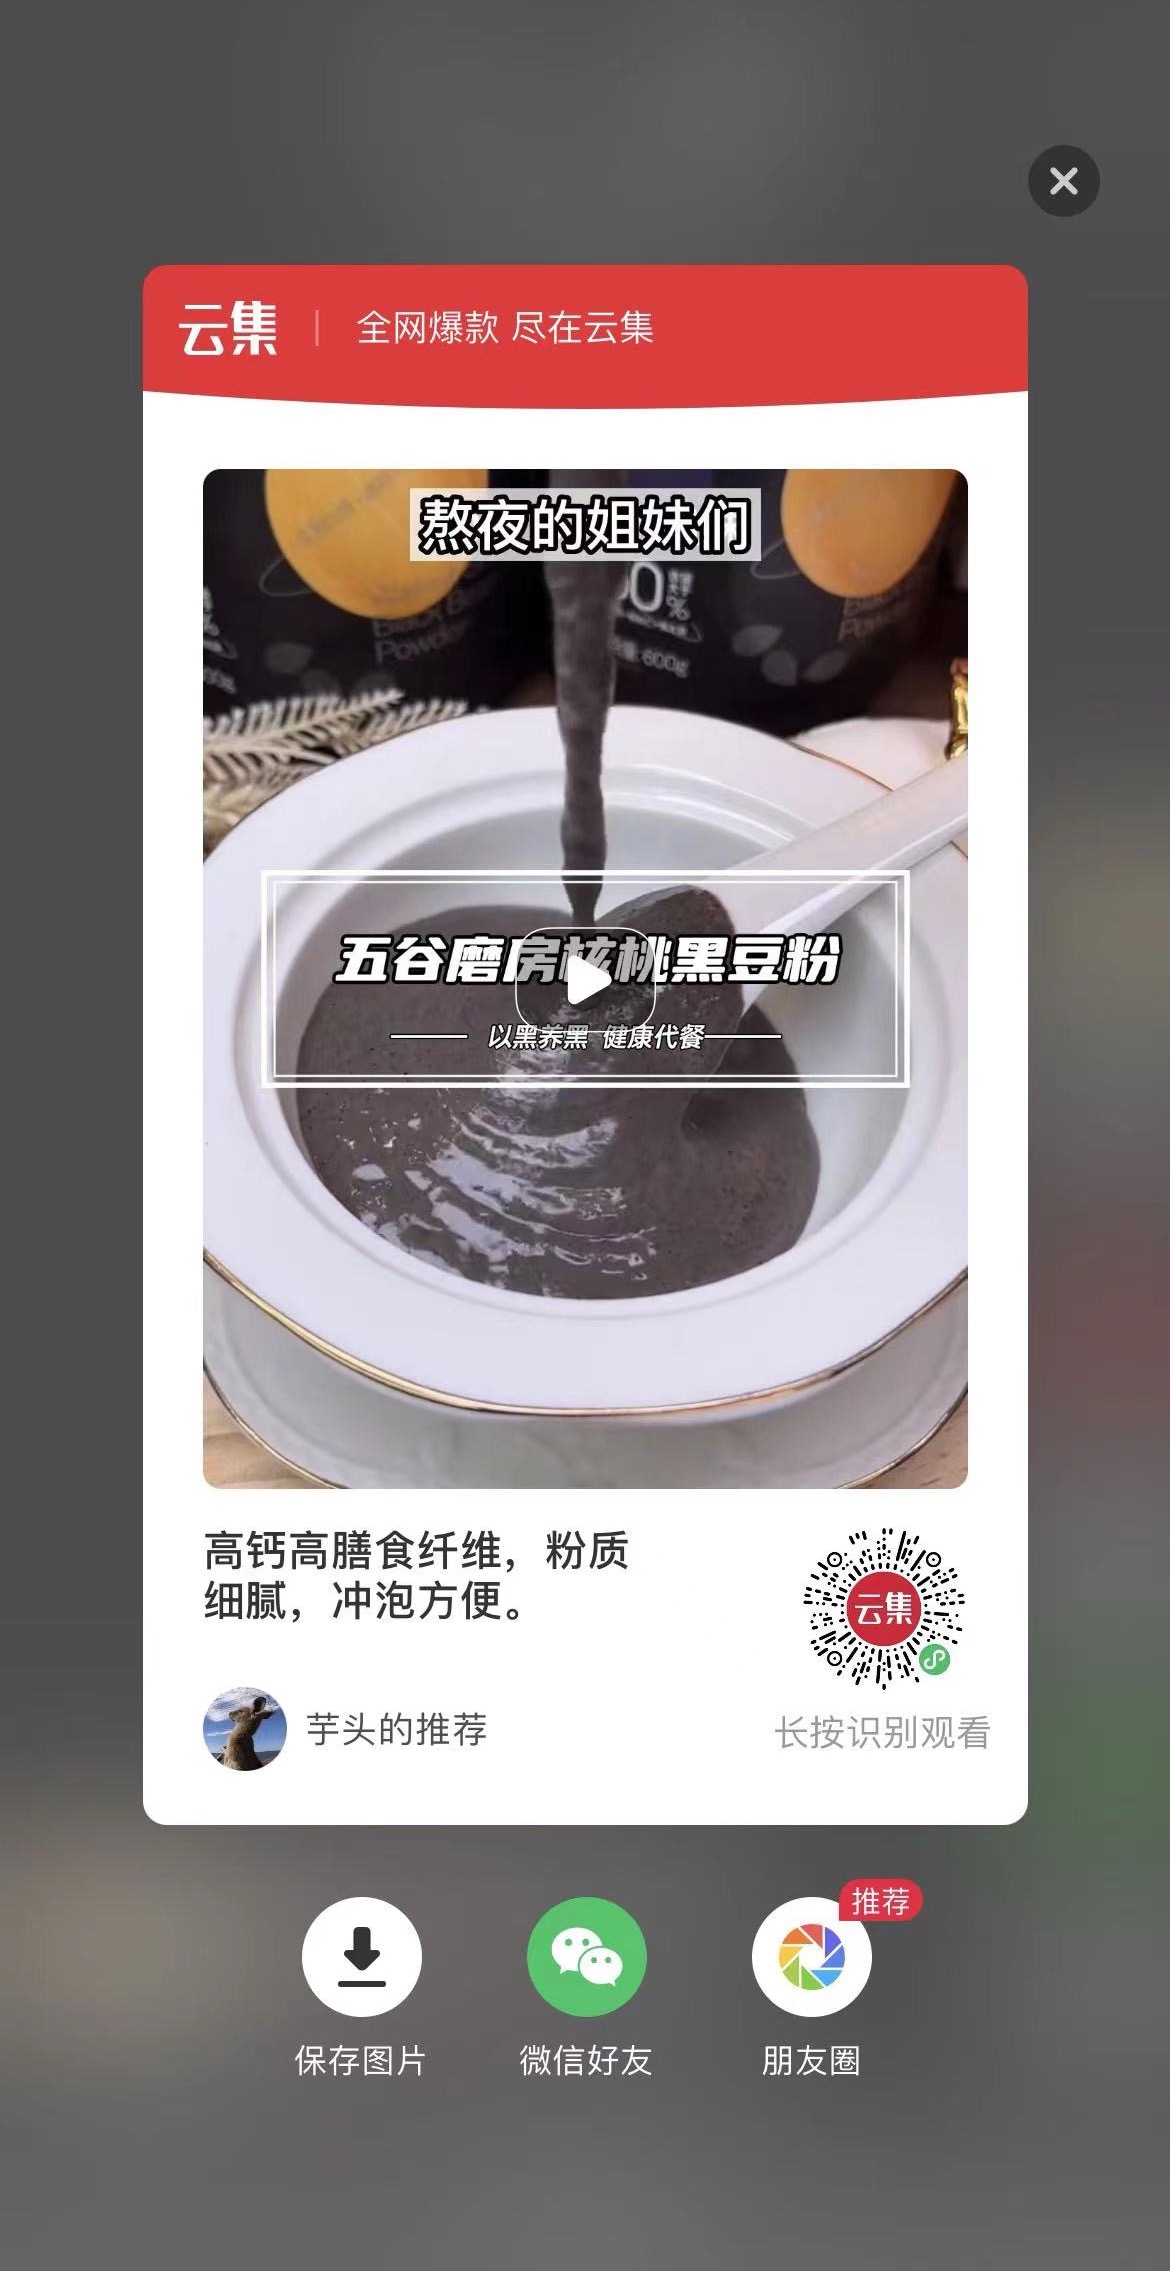 云集
全网爆款 尽在云集
熬夜的姐妹们
0%
Powder
600g
五谷磨房核桃黑豆粉
以黑养黑 健康代餐
高钙高膳食纤维，粉质
细腻，冲泡方便。
云集
芋头的推荐
长按识别观看
推荐
保存图片
微信好友
朋友圈